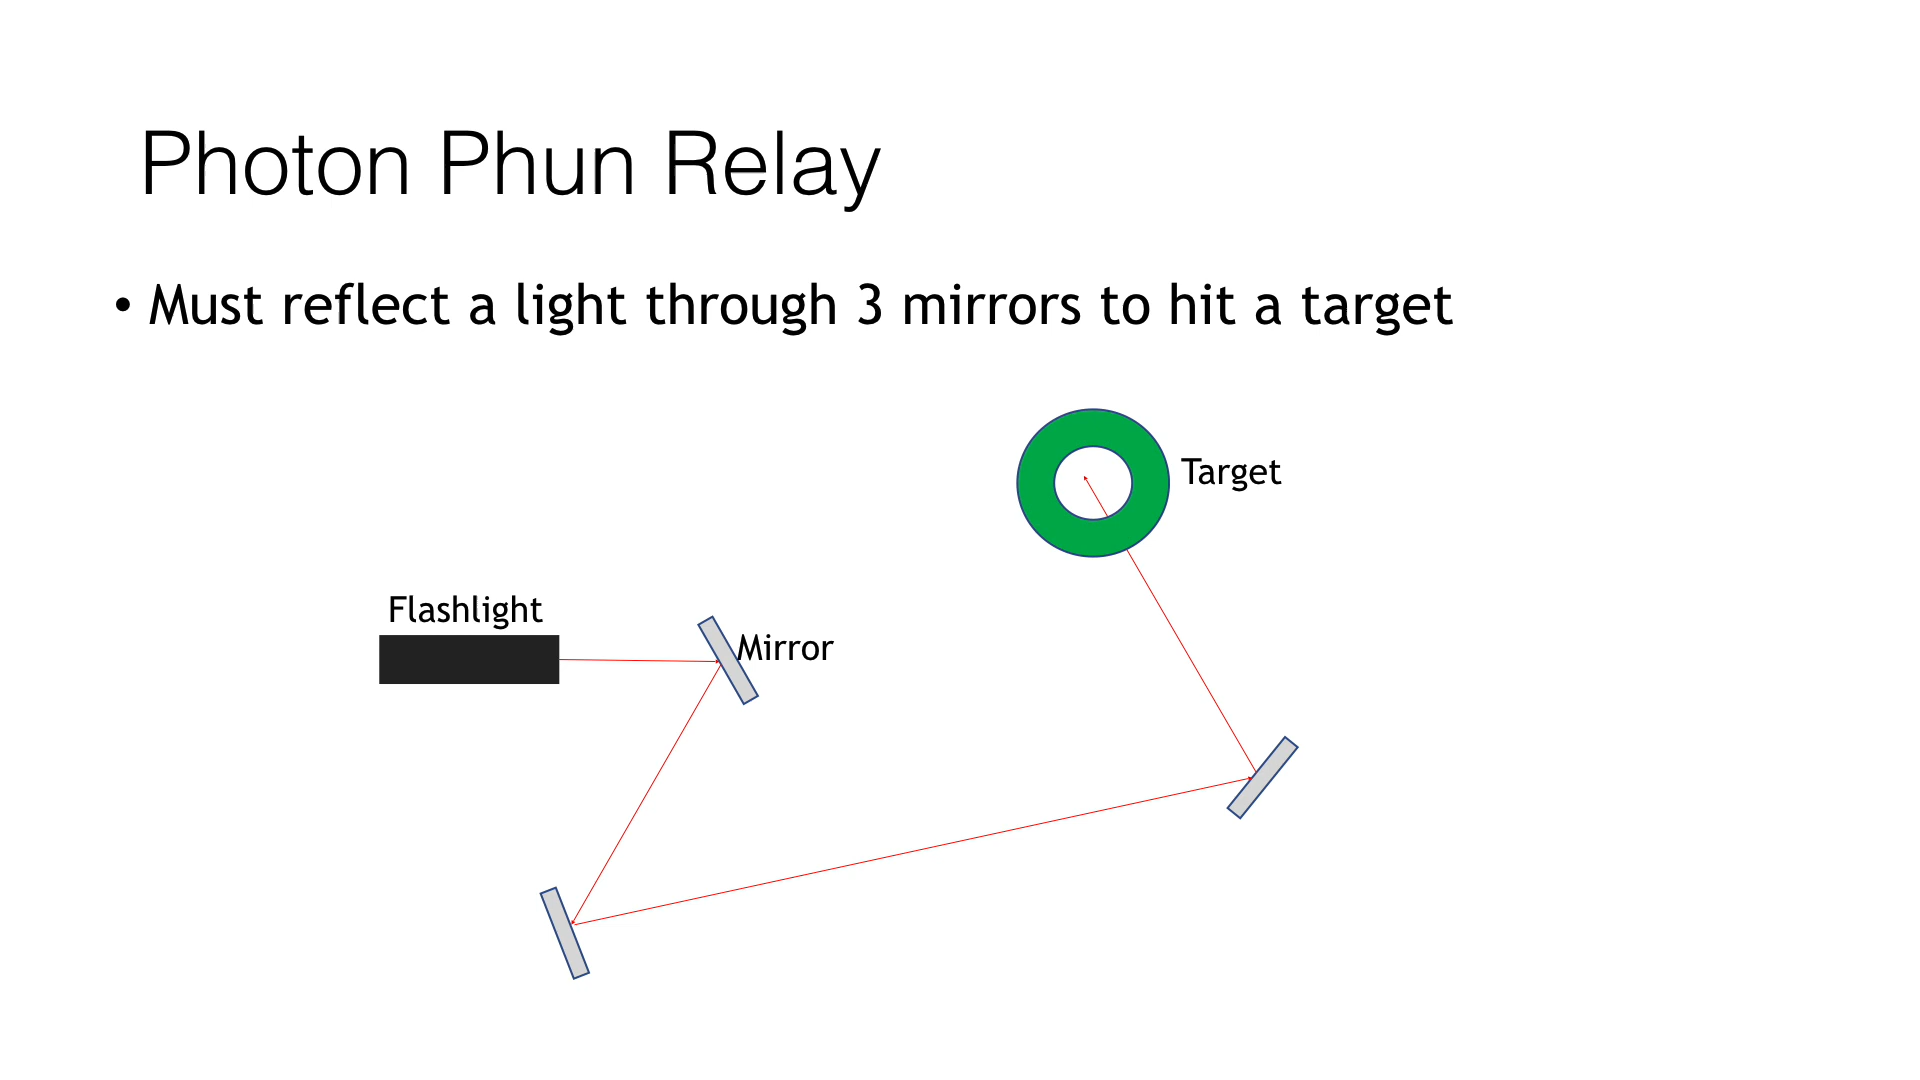 Photon Phun Relay
• Must reflect a light through 3 mirrors to hit a target
Target
Flashlight
Mirror